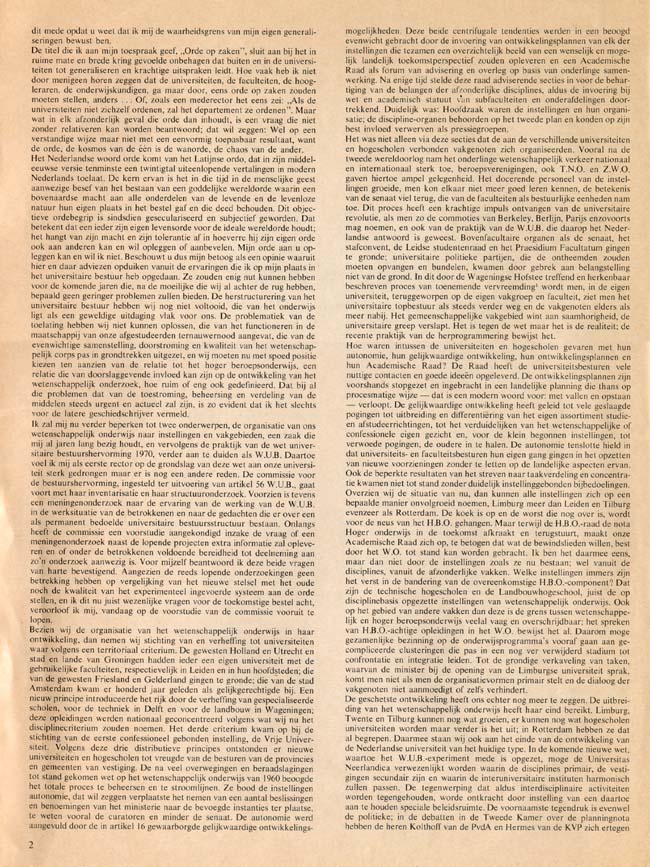 dit mede opdat u weet dat ik mij de waarheidsgrens van mijn eigen generali-
seringen bewust ben.
De titel die ik aan mijn toespraak geef, „Orde op zaken”, sluit aan bij het in
ruime mate en brede kring gevoelde onbehagen dat buiten en in de universi-
teiten tot generaliseren en krachtige uitspraken leidt. Hoe vaak heb ik niet
door menigeen horen zeggen dat de universiteiten, de faculteiten, de hoog-
leraren, de onderwijskundigen, ga maar door, eens orde op zaken zouden
moeten stellen, anders . . . Of, zoals een mederector het eens zei: „Als de
universiteiten niet zichzelf ordenen, zal het departement ze ordenen”. Maar
wat in elk afzonderlijk geval die orde dan inhoudt, is een vraag die niet
zonder relativeren kan worden beantwoord; dat wil zeggen: Wel op een
verstandige wijze maar niet met een eenvormig toepasbaar resultaat, want
de orde, de kosmos van de één is de wanorde, de chaos van de ander.
Het Nederlandse woord orde komt van het Latijnse ordo, dat in zijn middel-
eeuwse versie tenminste een twintigtal uiteenlopende vertalingen in modern
Nederlands toelaat. De kern ervan is het in die tijd in de menselijke geest
aanwezige besef van het bestaan van een goddelijke wereldorde waarin een
bovenaardse macht aan alle onderdelen van de levende en de levenloze
natuur hun eigen plaats in het bestel gaf en die deed behouden. Dit objec-
tieve ordebegrip is sindsdien geseculariseerd en subjectief geworden. Dat
betekent dat een ieder zijn eigen levensorde voor de ideale wereldorde houdt;
het hangt van zijn macht en zijn tolerantie af in hoeverre hij zijn eigen orde
ook aan anderen kan en wil opleggen of aanbevelen. Mijn orde aan u op-
leggen kan en wil ik niet. Beschouwt u dus mijn betoog als een opinie waaruit
hier en daar adviezen opduiken vanuit de ervaringen die ik op mijn plaats in
het universitaire bestuur heb opgedaan. Ze zouden enig nut kunnen hebben
voor de komende jaren die, na de moeilijke die wij al achter de rug hebben,
bepaald geen geringer problemen zullen bieden. De herstructurering van het
universitaire bestuur hebben wij nog niet voltooid, die van het onderwijs
ligt als een geweldige uitdaging vlak voor ons. De problematiek van de
toelating hebben wij niet kunnen oplossen, die van het functioneren in de
maatschappij van onze afgestudeerden ternauwernood aangevat, die van de
evenwichtige samenstelling, doorstroming en kwaliteit van het wetenschap-
pelijk corps pas in grondtrekken uitgezet, en wij moeten nu met spoed positie
kiezen ten aanzien van de relatie tot het hoger beroepsonderwijs, een
relatie die van doorslaggevende invloed kan zijn op de ontwikkeling van het
wetenschappelijk onderzoek, hoe ruim of eng ook gedefinieerd. Dat bij al
die problemen dat van de toestroming, beheersing en verdeling van de
middelen steeds urgent en actueel zal zijn, is zo evident dat ik het slechts
voor de latere geschiedschrijver vermeld.
Ik zal mij nu verder beperken tot twee onderwerpen, de organisatie van ons
wetenschappelijk onderwijs naar instellingen en vakgebieden, een zaak die
mij al jaren lang bezig houdt, en vervolgens de praktijk van de wet univer-
sitaire bestuurshervorming 1970, verder aan te duiden als W.U.B. Daartoe
voel ik mij als eerste rector op de grondslag van deze wet aan onze universi-
teit sterk gedrongen maar er is nog een andere reden. De commissie voor
de bestuurshervorming, ingesteld ter uitvoering van artikel 56 W.U.B., gaat
voort met haar inventarisatie en haar structuuronderzoek. Voorzien is tevens
een meningenonderzoek naar de ervaring van de werking van de W.U.B.
in de werksituatie van de betrokkenen en naar de gedachten die er over een
als permanent bedoelde universitair bestuursstructuur bestaan. Onlangs
heeft de commissie een voorstudie aangekondigd inzake de vraag of een
meningenonderzoek naast de lopende projecten extra informatie zal opleve-
ren en of onder de betrokkenen voldoende bereidheid tot deelneming aan
zo'n onderzoek aanwezig is. Voor mijzelf beantwoord ik deze beide vragen
van harte bevestigend. Aangezien de reeds lopende onderzoekingen geen
betrekking hebben op vergelijking van het nieuwe stelsel met het oude
noch de kwaliteit van het experimenteel ingevoerde systeem aan de orde
stellen, en ik dit nu juist wezenlijke vragen voor de toekomstige bestel acht,
veroorloof ik mij, vandaag op de voorstudie van de commissie vooruit te
lopen.
Bezien wij de organisatie van het wetenschappelijk onderwijs in haar
ontwikkeling, dan nemen wij stichting van en verheffing tot universiteiten
waar volgens een territoriaal criterium. De gewesten Holland en Utrecht en
stad en lande van Groningen hadden ieder een eigen universiteit met de
gebruikelijke faculteiten, respectievelijk in Leiden en in hun hoofdsteden; die
van de gewesten Friesland en Gelderland gingen te gronde; die van de stad
Amsterdam kwam er honderd jaar geleden als gelijkgerechtigde bij. Een
nieuw principe introduceerde het rijk door de verheffing van gespecialiseerde
scholen, voor de techniek in Delft en voor de landbouw in Wageningen;
deze opleidingen werden nationaal geconcentreerd volgens wat wij nu het
disciplinecriterium zouden noemen. Het derde criterium kwam op bij de
stichting van de eerste confessioneel gebonden instelling, de Vrije Univer-
siteit. Volgens deze drie distributieve principes ontstonden er nieuwe
universiteiten en hogescholen tot vreugde van de besturen van de provincies
en gemeenten van vestiging. De na veel overwegingen en beraadslagingen
tot stand gekomen wet op het wetenschappelijk onderwijs van 1960 beoogde
het totale proces te beheersen en te stroomlijnen. Ze bood de instellingen
autonomie, dat wil zeggen verplaatste het nemen van een aantal beslissingen
en benoemingen van het ministerie naar de bevoegde instanties ter plaatse,
te weten vooral de curatoren en minder de senaat. De autonomie werd
aangevuld door de in artikel 16 gewaarborgde gelijkwaardige ontwikkelings-
2
mogelijkheden. Deze beide centrifugale tendenties werden in een beoogd
evenwicht gebracht door de invoering van ontwikkelingsplannen van elk der
instellingen die tezamen een overzichtelijk beeld van een wenselijk en moge-
lijk landelijk toekomstperspectief zouden opleveren en een Academische
Raad als forum van advisering en overleg op basis van onderlinge samen-
werking. Na enige tijd stelde deze raad adviserende secties in voor de behar-
tiging van de belangen der afzonderlijke disciplines, aldus de invoering bij
wet en academisch statuut van subfaculteiten en onderafdelingen door-
trekkend. Duidelijk was: Hoofdzaak waren de instellingen en hun organi-
satie; de discipline-organen behoorden op het tweede plan en konden op zijn
best invloed verwerven als pressiegroepen.
Het was niet alleen via deze secties dat de aan de verschillende universiteiten
en hogescholen verbonden vakgenoten zich organiseerden. Vooral na de
tweede wereldoorlog nam het onderlinge wetenschappelijk verkeer nationaal
en internationaal sterk toe, beroepsverenigingen, ook T.N.O. en Z.W.O.
gaven hiertoe ampel gelegenheid. Het docerende personeel van de instel-
lingen groeide, men kon elkaar niet meer goed leren kennen, de betekenis
van de senaat viel terug, die van de faculteiten als bestuurlijke eenheden nam
toe. Dit proces heeft een krachtige impuls ontvangen van de universitaire
revolutie, als men zo de commoties van Berkeley, Berlijn, Parijs enzovoorts
mag noemen, en ook van de praktijk van de W.U.B. die daarop het Neder-
landse antwoord is geweest. Bovenfacultaire organen als de senaat, het
stafconvent, de Leidse studentenraad en het Praesidium Facultatum gingen
te gronde; universitaire politieke partijen, die de ontheemden zouden
moeten opvangen en bundelen, kwamen door gebrek aan belangstelling
niet van de grond. In dit door de Wageningse Hofstee treffend en herkenbaar
beschreven proces van toenemende vervreemding¹ wordt men, in de eigen
universiteit, teruggeworpen op de eigen vakgroep en faculteit, ziet men het
universitaire topbestuur als steeds verder weg en de vakgenoten elders als
meer nabij. Het gemeenschappelijke vakgebied wint aan saamhorigheid, de
universitaire greep verslapt. Het is tegen de wet maar het is de realiteit; de
recente praktijk van de herprogrammering bewijst het.
Hoe waren intussen de universiteiten en hogescholen gevaren met hun
autonomie, hun gelijkwaardige ontwikkeling, hun ontwikkelingsplannen en
hun Academische Raad? De Raad heeft de universiteitsbesturen vele
nuttige contacten en goede ideeën opgeleverd. De ontwikkelingsplannen zijn
voorshands stopgezet en ingebracht in een landelijke planning die thans op
procesmatige wijze — dat is een modern woord voor: met vallen en opstaan
— verloopt. De gelijkwaardige ontwikkeling heeft geleid tot vele geslaagde
pogingen tot uitbreiding en differentiëring van het eigen assortiment studie-
en afstudeerrichtingen, tot het verduidelijken van het wetenschappelijke of
confessionele eigen gezicht en, voor de klein begonnen instellingen, tot
verwoede pogingen, de oudere in te halen. De autonomie tenslotte hield in
dat universiteits- en faculteitsbesturen hun eigen gang gingen in het opzetten
van nieuwe voorzieningen zonder te letten op de landelijke aspecten ervan.
Ook de beperkte resultaten van het streven naar taakverdeling en concentra-
tie kwamen niet tot stand zonder duidelijk instellinggebonden bijbedoelingen.
Overzien wij de situatie van nu, dan kunnen alle instellingen zich op een
bepaalde manier onvolgroeid noemen, Limburg meer dan Leiden en Tilburg
evenzeer als Rotterdam. De koek is op en de worst die nog over is, wordt
voor de neus van het H.B.O. gehangen. Maar terwijl de H.B.O.-raad de nota
Hoger onderwijs in de toekomst afkraakt en terugstuurt, maakt onze
Academische Raad zich op, te betogen dat wat de bewindslieden willen, best
door het W.O. tot stand kan worden gebracht. Ik ben het daarmee eens,
maar dan niet door de instellingen zoals ze nu bestaan; wel vanuit de
disciplines, vanuit de afzonderlijke vakken. Welke instellingen immers zijn
het verst in de bandering van de overeenkomstige H.B.O.-component? Dat
zijn de technische hogescholen en de Landbouwhogeschool, juist de op
disciplinebasis opgezette instellingen van wetenschappelijk onderwijs. Ook
op het gebied van andere vakken dan deze is de grens tussen wetenschappe-
lijk en hoger beroepsonderwijs veelal vaag en overschrijdbaar; het spreken
van H.B.O.-achtige opleidingen in het W.O. bewijst het al. Daarom moge
gezamenlijke bezinning op de onderwijsprogramma's vooraf gaan aan ge-
compliceerde clusteringen die pas in een nog ver verwijderd stadium tot
confrontatie en integratie leiden. Tot de grondige verkaveling van taken,
waarvan de minister bij de opening van de Limburgse universiteit sprak,
komt men niet als men de organisatievormen primair stelt en de dialoog der
vakgenoten niet aanmoedigt of zelfs verhindert.
De geschetste ontwikkeling heeft ons echter nog meer te zeggen. De uitbrei-
ding van het wetenschappelijk onderwijs heeft haar eind bereikt. Limburg,
Twente en Tilburg kunnen nog wat groeien, er kunnen nog wat hogescholen
universiteiten worden maar verder is het uit; in Rotterdam hebben ze dat
al begrepen. Daarmee staan wij ook aan het einde van de ontwikkeling van
de Nederlandse universiteit van het huidige type. In de komende nieuwe wet,
waartoe het W.U.B.-experiment mede is opgezet, moge de Universitas
Neerlandica verwezenlijkt worden waarin de disciplines primair, de vesti-
gingen secundair zijn en waarin de interuniversitaire instituten harmonisch
zullen passen. De tegenwerping dat aldus interdisciplinaire activiteiten
worden tegengehouden, worde ontkracht door instelling van een daartoe
aan te houden speciale beleidsruimte. De voornaamste tegendruk is evenwel
de politieke; in de debatten in de Tweede Kamer over de planningnota
hebben de heren Kolthoff van de PvdA en Hermes van de KVP zich ertegen